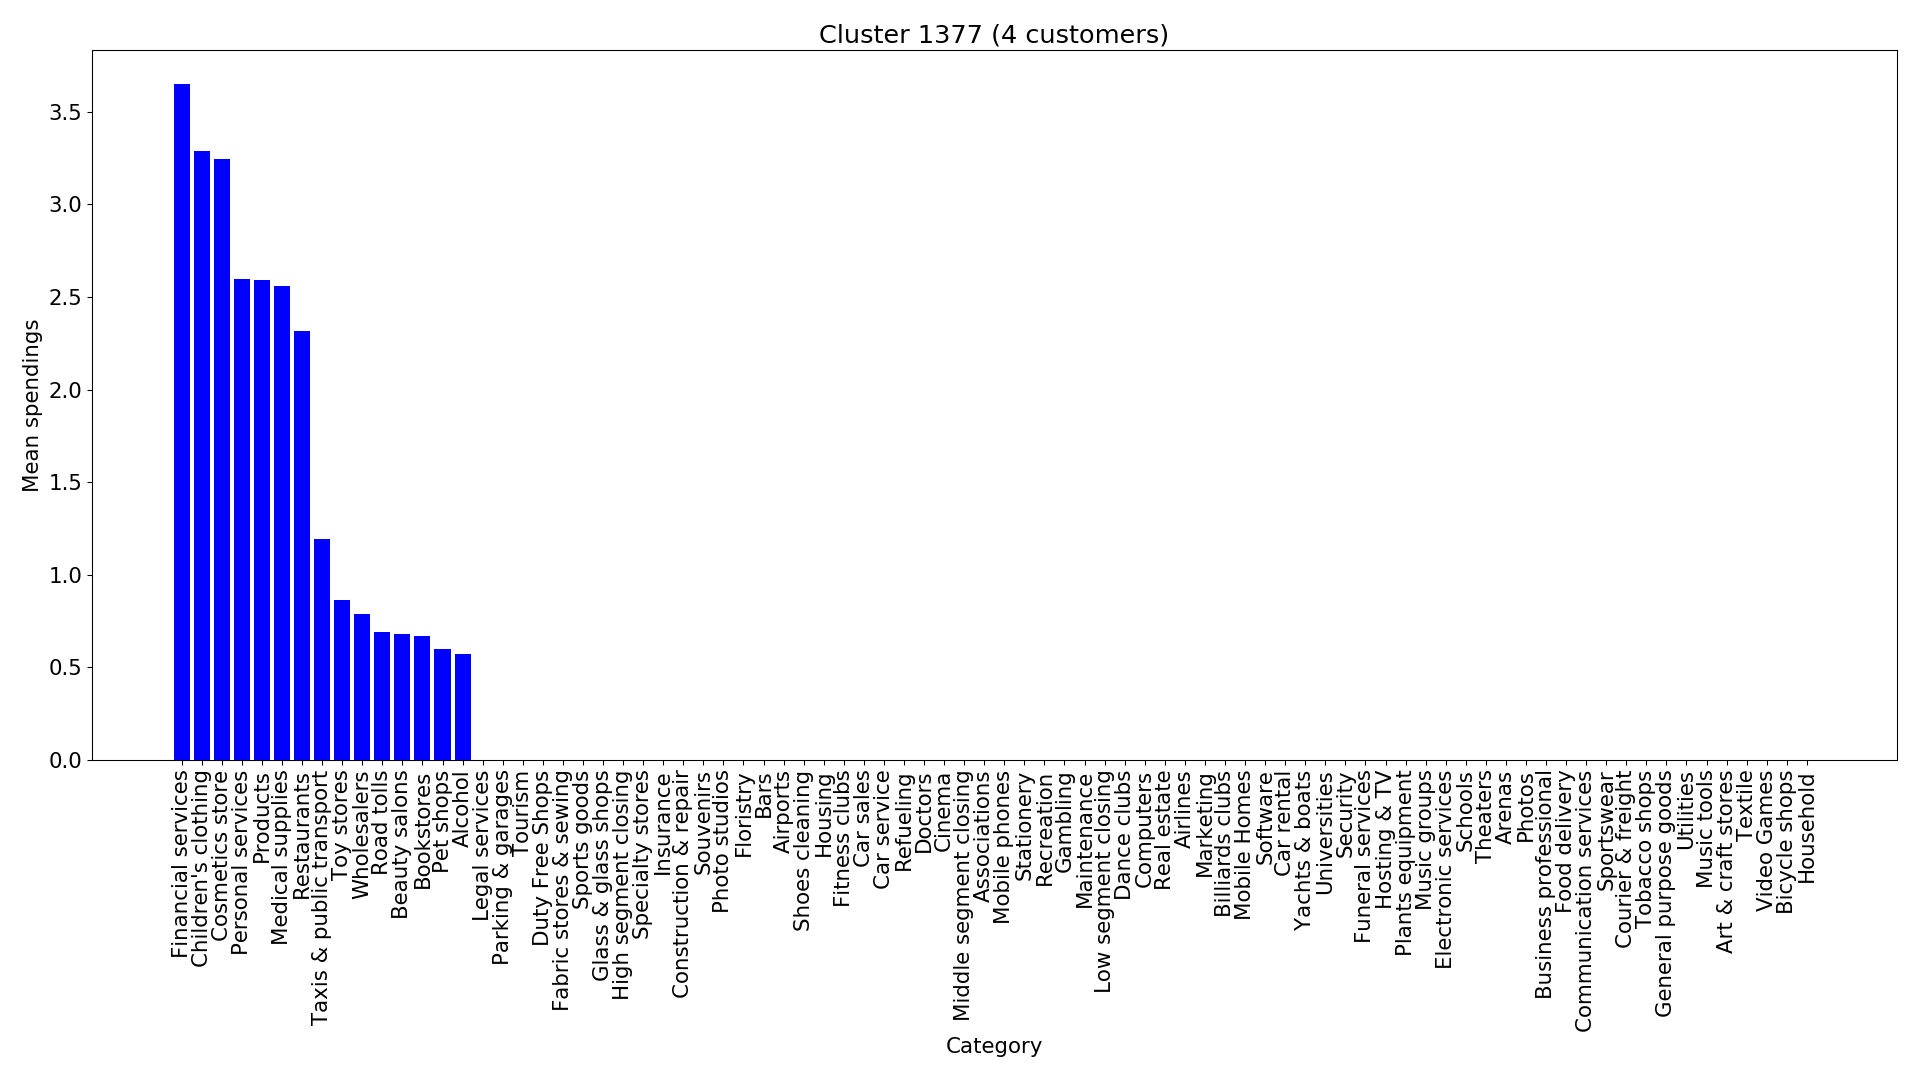 Cluster 1377 (4 customers)
Mean spendings
3.5
3.0
2.5
2.0
1.5
1.0
0.5
0.0
Financial services
Children's clothing
Cosmetics store
Personal services
Products
Medical supplies
Restaurants
Taxis & public transport
Toy stores
Wholesalers
Road tolls
Beauty salons
Bookstores
Pet shops
Alcohol
Legal services
Parking & garages
Tourism
Duty Free Shops
Fabric stores & sewing
Sports goods
Glass & glass shops
High segment closing
Specialty stores
Insurance
Construction & repair
Souvenirs
Photo studios
Floristry
Bars
Airports
Shoes cleaning
Housing
Fitness clubs
Car sales
Car service
Refueling
Doctors
Cinema
Middle segment closing
Associations
Mobile phones
Stationery
Recreation
Gambling
Maintenance
Low segment closing
Dance clubs
Computers
Real estate
Airlines
Marketing
Billiards clubs
Mobile Homes
Software
Car rental
Yachts & boats
Universities
Security
Funeral services
Hosting & TV
Plants equipment
Music groups
Electronic services
Schools
Theaters
Arenas
Photos
Business professional
Food delivery
Communication services
Sportswear
Courier & freight
Tobacco shops
General purpose goods
Utilities
Music tools
Art & craft stores
Textile
Video Games
Bicycle shops
Household
Category